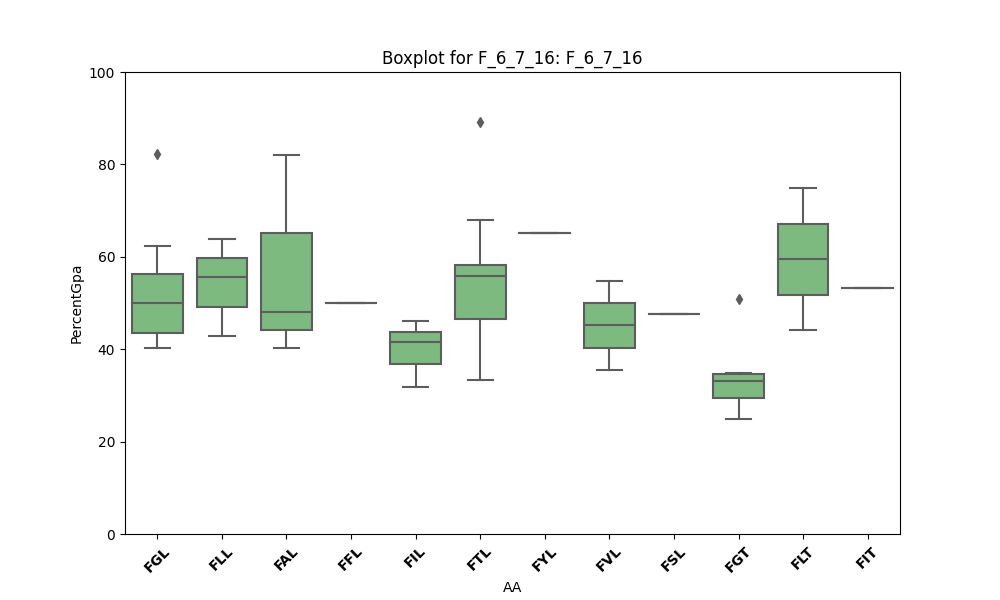 Boxplot for F_6_7_16: F_6_7_16
100
80
60
40
20
0
PercentGpa
FGL FLL FAL FFL FIL FTL FYL FVL FSL FGT FLT FIT
AA